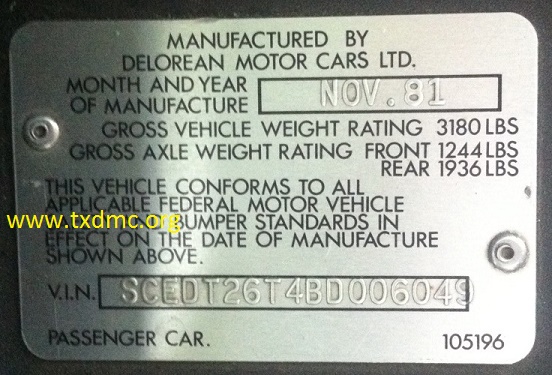 MANUFACTURED BY
DELOREAN MOTOR CARS LTD.
MONTH AND YEAR
OF MANUFACTURE NOV.81
GROSS VEHICLE WEIGHT RATING 3180 LBS
GROSS AXLE WEIGHT RATING FRONT 1244 LBS
REAR 1936 LBS
THIS VEHICLE CONFORMS TO ALL
APPLICABLE FEDERAL MOTOR VEHICLE
www.txdmc.org
BUMPER STANDARDS IN
EFFECT ON THE DATE OF MANUFACTURE
SHOWN ABOVE.
V.I.N. SCEDT26T4BD006049
PASSENGER CAR. 105196